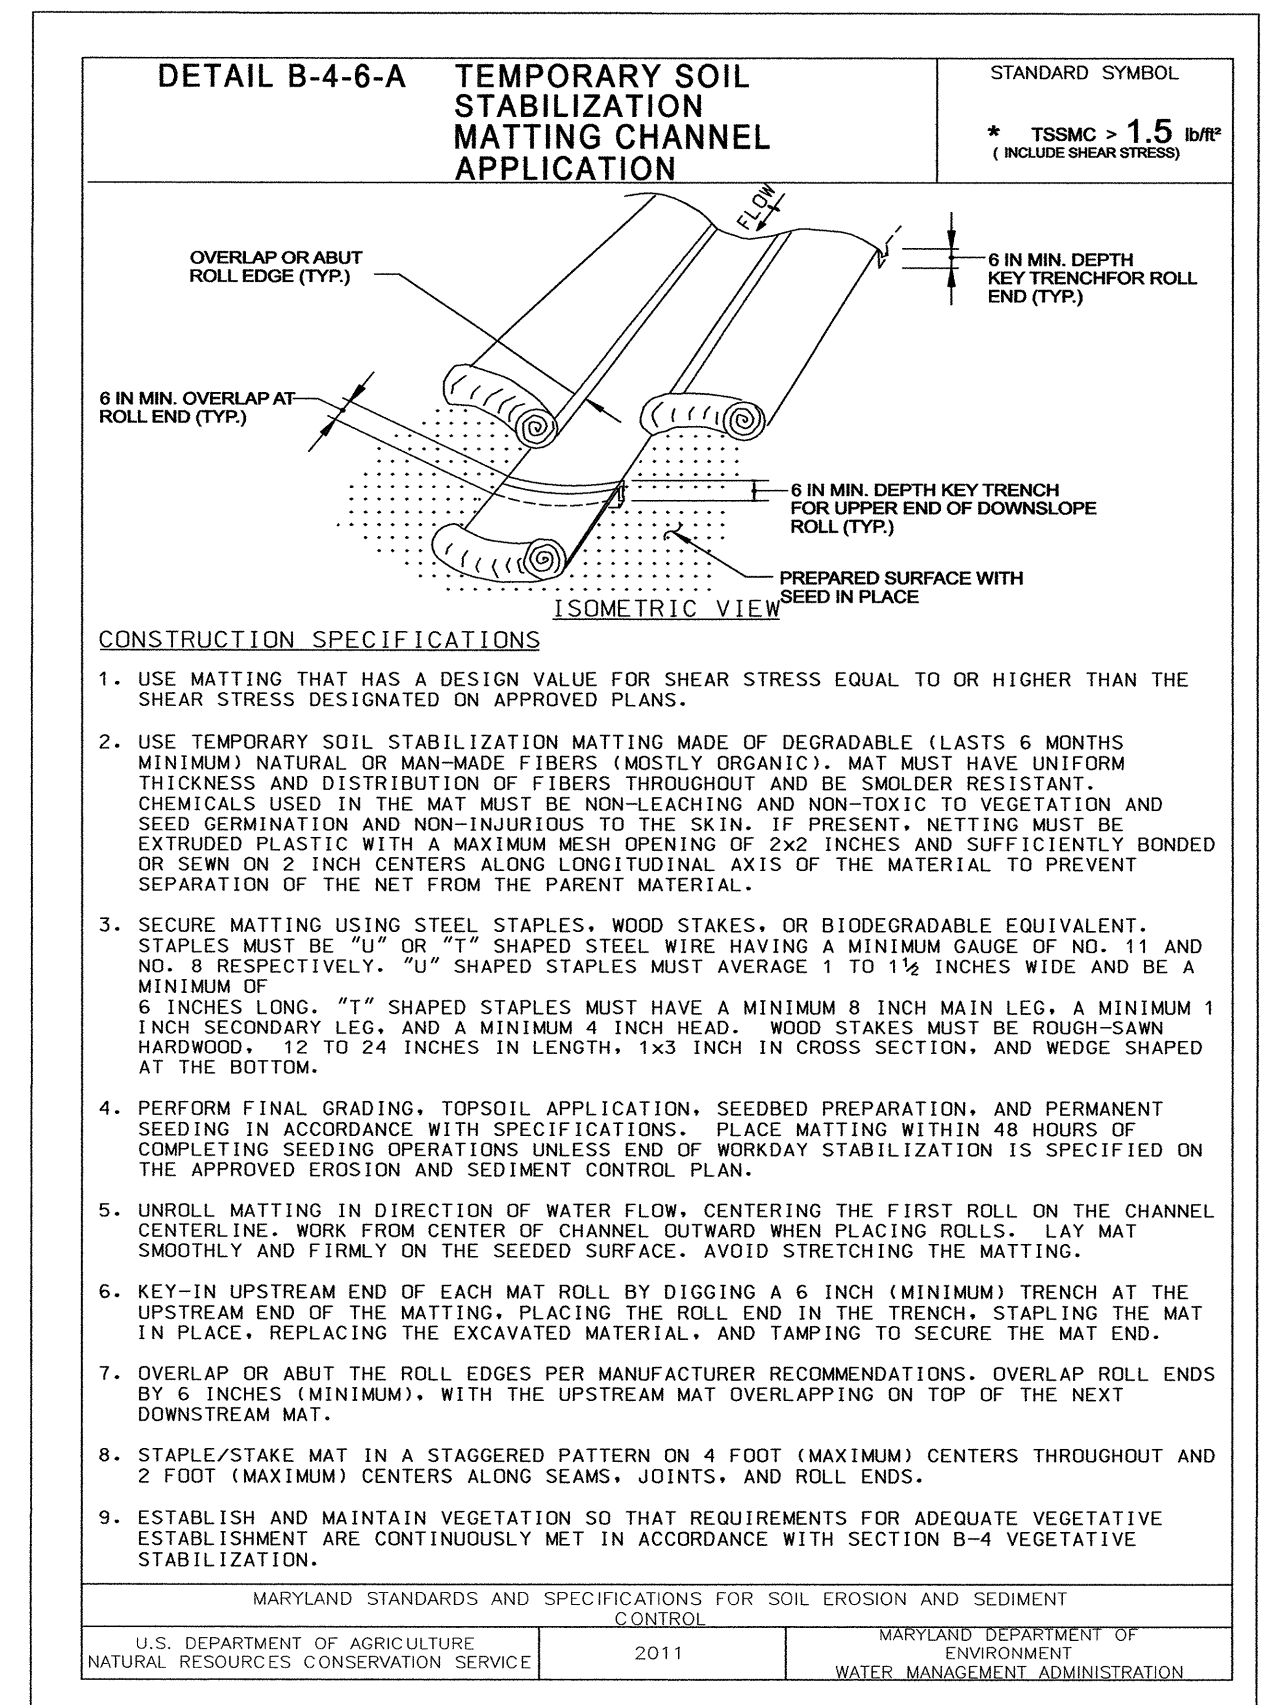 DETAIL B-4-6-A
TEMPORARY SOIL
STABILIZATION
MATTING CHANNEL
APPLICATION
STANDARD SYMBOL
* TSSMC > 1.5 lb/ft²
( INCLUDE SHEAR STRESS)
FLOW
OVERLAP OR ABUT
ROLL EDGE (TYP.)
6 IN MIN. DEPTH
KEY TRENCHFOR ROLL
END (TYP.)
6 IN MIN. OVERLAP AT
ROLL END (TYP.)
6 IN MIN. DEPTH KEY TRENCH
FOR UPPER END OF DOWNSLOPE
ROLL (TYP.)
PREPARED SURFACE WITH
SEED IN PLACE
ISOMETRIC VIEW
CONSTRUCTION SPECIFICATIONS
1. USE MATTING THAT HAS A DESIGN VALUE FOR SHEAR STRESS EQUAL TO OR HIGHER THAN THE
SHEAR STRESS DESIGNATED ON APPROVED PLANS.
2. USE TEMPORARY SOIL STABILIZATION MATTING MADE OF DEGRADABLE (LASTS 6 MONTHS
MINIMUM) NATURAL OR MAN-MADE FIBERS (MOSTLY ORGANIC). MAT MUST HAVE UNIFORM
THICKNESS AND DISTRIBUTION OF FIBERS THROUGHOUT AND BE SMOLDER RESISTANT.
CHEMICALS USED IN THE MAT MUST BE NON-LEACHING AND NON-TOXIC TO VEGETATION AND
SEED GERMINATION AND NON-INJURIOUS TO THE SKIN. IF PRESENT, NETTING MUST BE
EXTRUDED PLASTIC WITH A MAXIMUM MESH OPENING OF 2x2 INCHES AND SUFFICIENTLY BONDED
OR SEWN ON 2 INCH CENTERS ALONG LONGITUDINAL AXIS OF THE MATERIAL TO PREVENT
SEPARATION OF THE NET FROM THE PARENT MATERIAL.
3. SECURE MATTING USING STEEL STAPLES, WOOD STAKES, OR BIODEGRADABLE EQUIVALENT.
STAPLES MUST BE "U" OR "T" SHAPED STEEL WIRE HAVING A MINIMUM GAUGE OF NO. 11 AND
NO. 8 RESPECTIVELY. "U" SHAPED STAPLES MUST AVERAGE 1 TO 1½ INCHES WIDE AND BE A
MINIMUM OF
6 INCHES LONG. "T" SHAPED STAPLES MUST HAVE A MINIMUM 8 INCH MAIN LEG, A MINIMUM 1
INCH SECONDARY LEG, AND A MINIMUM 4 INCH HEAD. WOOD STAKES MUST BE ROUGH-SAWN
HARDWOOD, 12 TO 24 INCHES IN LENGTH, 1x3 INCH IN CROSS SECTION, AND WEDGE SHAPED
AT THE BOTTOM.
4. PERFORM FINAL GRADING, TOPSOIL APPLICATION, SEEDBED PREPARATION, AND PERMANENT
SEEDING IN ACCORDANCE WITH SPECIFICATIONS. PLACE MATTING WITHIN 48 HOURS OF
COMPLETING SEEDING OPERATIONS UNLESS END OF WORKDAY STABILIZATION IS SPECIFIED ON
THE APPROVED EROSION AND SEDIMENT CONTROL PLAN.
5. UNROLL MATTING IN DIRECTION OF WATER FLOW, CENTERING THE FIRST ROLL ON THE CHANNEL
CENTERLINE. WORK FROM CENTER OF CHANNEL OUTWARD WHEN PLACING ROLLS. LAY MAT
SMOOTHLY AND FIRMLY ON THE SEEDED SURFACE. AVOID STRETCHING THE MATTING.
6. KEY-IN UPSTREAM END OF EACH MAT ROLL BY DIGGING A 6 INCH (MINIMUM) TRENCH AT THE
UPSTREAM END OF THE MATTING, PLACING THE ROLL END IN THE TRENCH, STAPLING THE MAT
IN PLACE, REPLACING THE EXCAVATED MATERIAL, AND TAMPING TO SECURE THE MAT END.
7. OVERLAP OR ABUT THE ROLL EDGES PER MANUFACTURER RECOMMENDATIONS. OVERLAP ROLL ENDS
BY 6 INCHES (MINIMUM), WITH THE UPSTREAM MAT OVERLAPPING ON TOP OF THE NEXT
DOWNSTREAM MAT.
8. STAPLE/STAKE MAT IN A STAGGERED PATTERN ON 4 FOOT (MAXIMUM) CENTERS THROUGHOUT AND
2 FOOT (MAXIMUM) CENTERS ALONG SEAMS, JOINTS, AND ROLL ENDS.
9. ESTABLISH AND MAINTAIN VEGETATION SO THAT REQUIREMENTS FOR ADEQUATE VEGETATIVE
ESTABLISHMENT ARE CONTINUOUSLY MET IN ACCORDANCE WITH SECTION B-4 VEGETATIVE
STABILIZATION.
MARYLAND STANDARDS AND SPECIFICATIONS FOR SOIL EROSION AND SEDIMENT
CONTROL
U.S. DEPARTMENT OF AGRICULTURE
NATURAL RESOURCES CONSERVATION SERVICE
2011
MARYLAND DEPARTMENT OF
ENVIRONMENT
WATER MANAGEMENT ADMINISTRATION